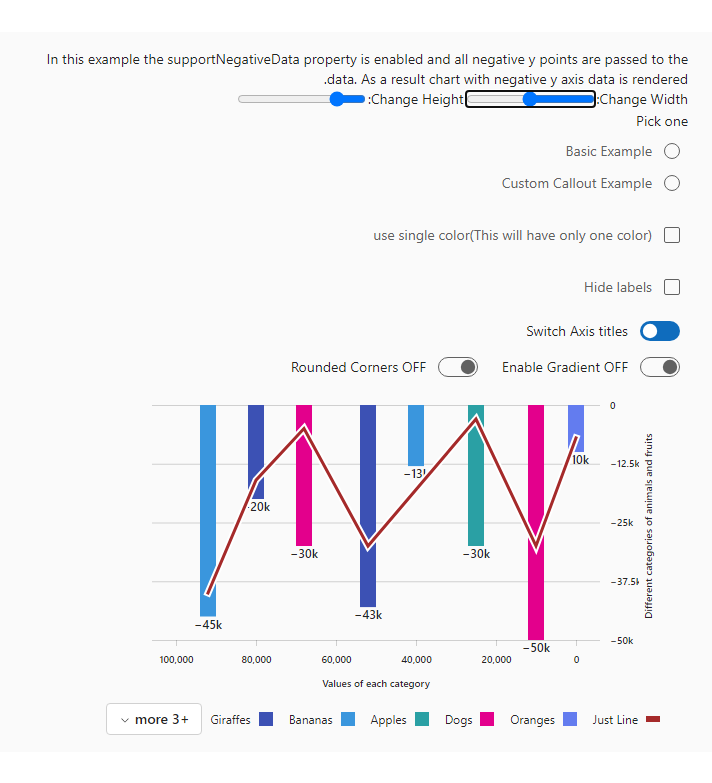 In this example the supportNegativeData property is enabled and all negative y points are passed to the
.data. As a result chart with negative y axis data is rendered
:Change Height :Change Width
Pick one
Basic Example
Custom Callout Example
use single color(This will have only one color)
Hide labels
Switch Axis titles
Rounded Corners OFF Enable Gradient OFF
0
−12.5k
−25k
−37.5k
−50k
Different categories of animals and fruits
−45k
20k
−30k
−43k
−13
−30k
−50k
10k
100,000 80,000 60,000 40,000 20,000 0
Values of each category
more 3+ Giraffes Bananas Apples Dogs Oranges Just Line